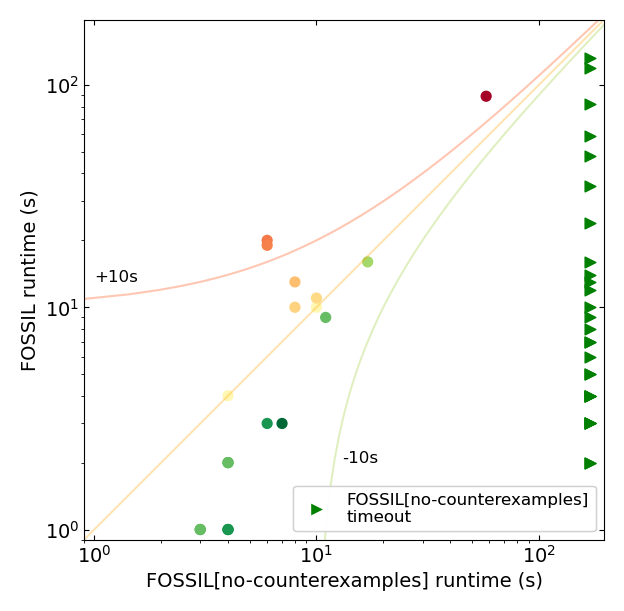 10²
10¹
10⁰
FOSSIL runtime (s)
+10s
-10s
FOSSIL[no-counterexamples]
timeout
10⁰
10¹
10²
FOSSIL[no-counterexamples] runtime (s)